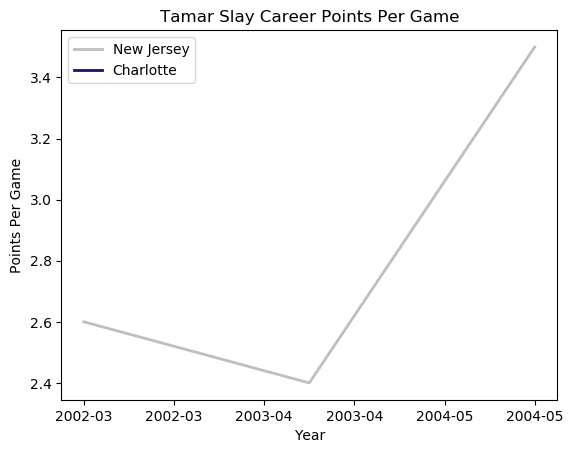 Tamar Slay Career Points Per Game
New Jersey
Charlotte
3.4
3.2
3.0
2.8
2.6
2.4
Points Per Game
2002-03 2002-03 2003-04 2003-04 2004-05 2004-05
Year